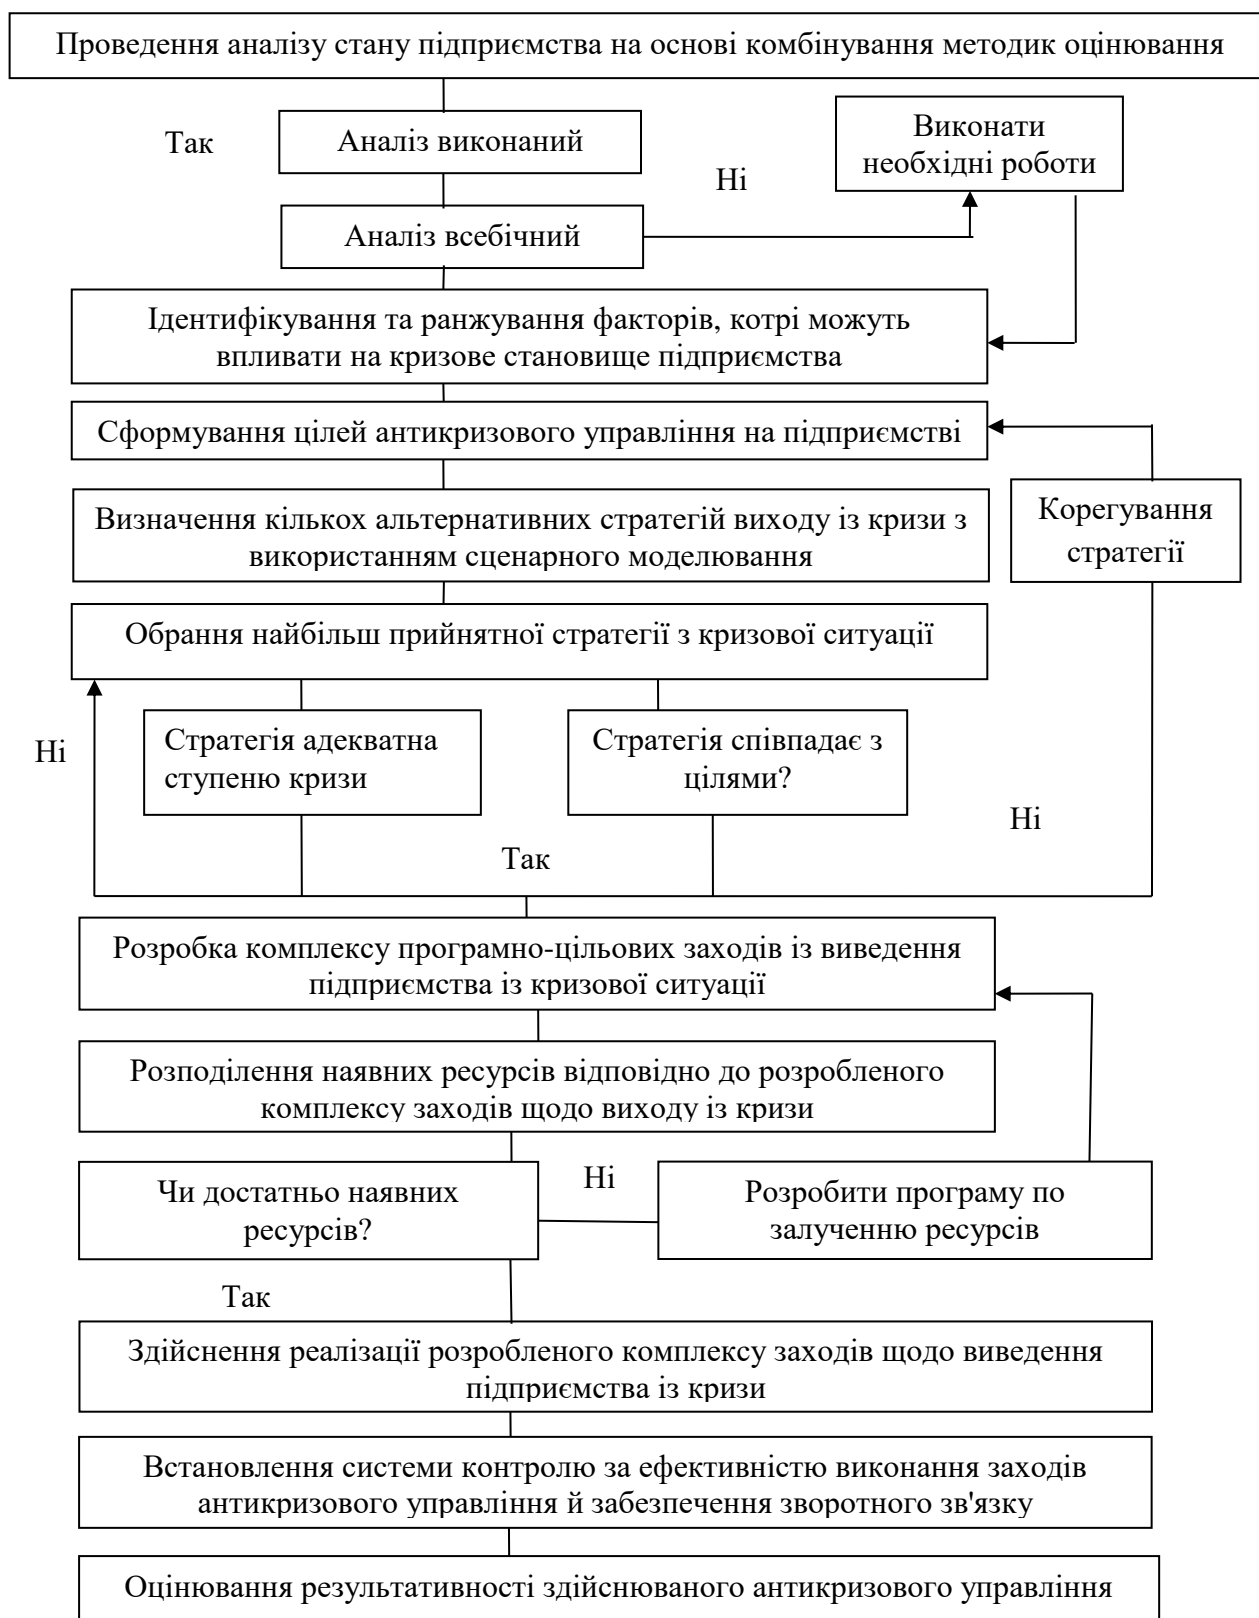 Проведення аналізу стану підприємства на основі комбінування методик оцінювання
Так
Аналіз виконаний
Виконати
необхідні роботи
Ні
Аналіз всебічний
Ідентифікування та ранжування факторів, котрі можуть
впливати на кризове становище підприємства
Сформування цілей антикризового управління на підприємстві
Визначення кількох альтернативних стратегій виходу із кризи з
використанням сценарного моделювання
Корегування
стратегії
Обрання найбільш прийнятної стратегії з кризової ситуації
Ні
Стратегія адекватна
ступеню кризи
Стратегія співпадає з
цілями?
Ні
Так
Розробка комплексу програмно-цільових заходів із виведення
підприємства із кризової ситуації
Розподілення наявних ресурсів відповідно до розробленого
комплексу заходів щодо виходу із кризи
Чи достатньо наявних
ресурсів?
Ні
Розробити програму по
залученню ресурсів
Так
Здійснення реалізації розробленого комплексу заходів щодо виведення
підприємства із кризи
Встановлення системи контролю за ефективністю виконання заходів
антикризового управління й забезпечення зворотного зв'язку
Оцінювання результативності здійснюваного антикризового управління